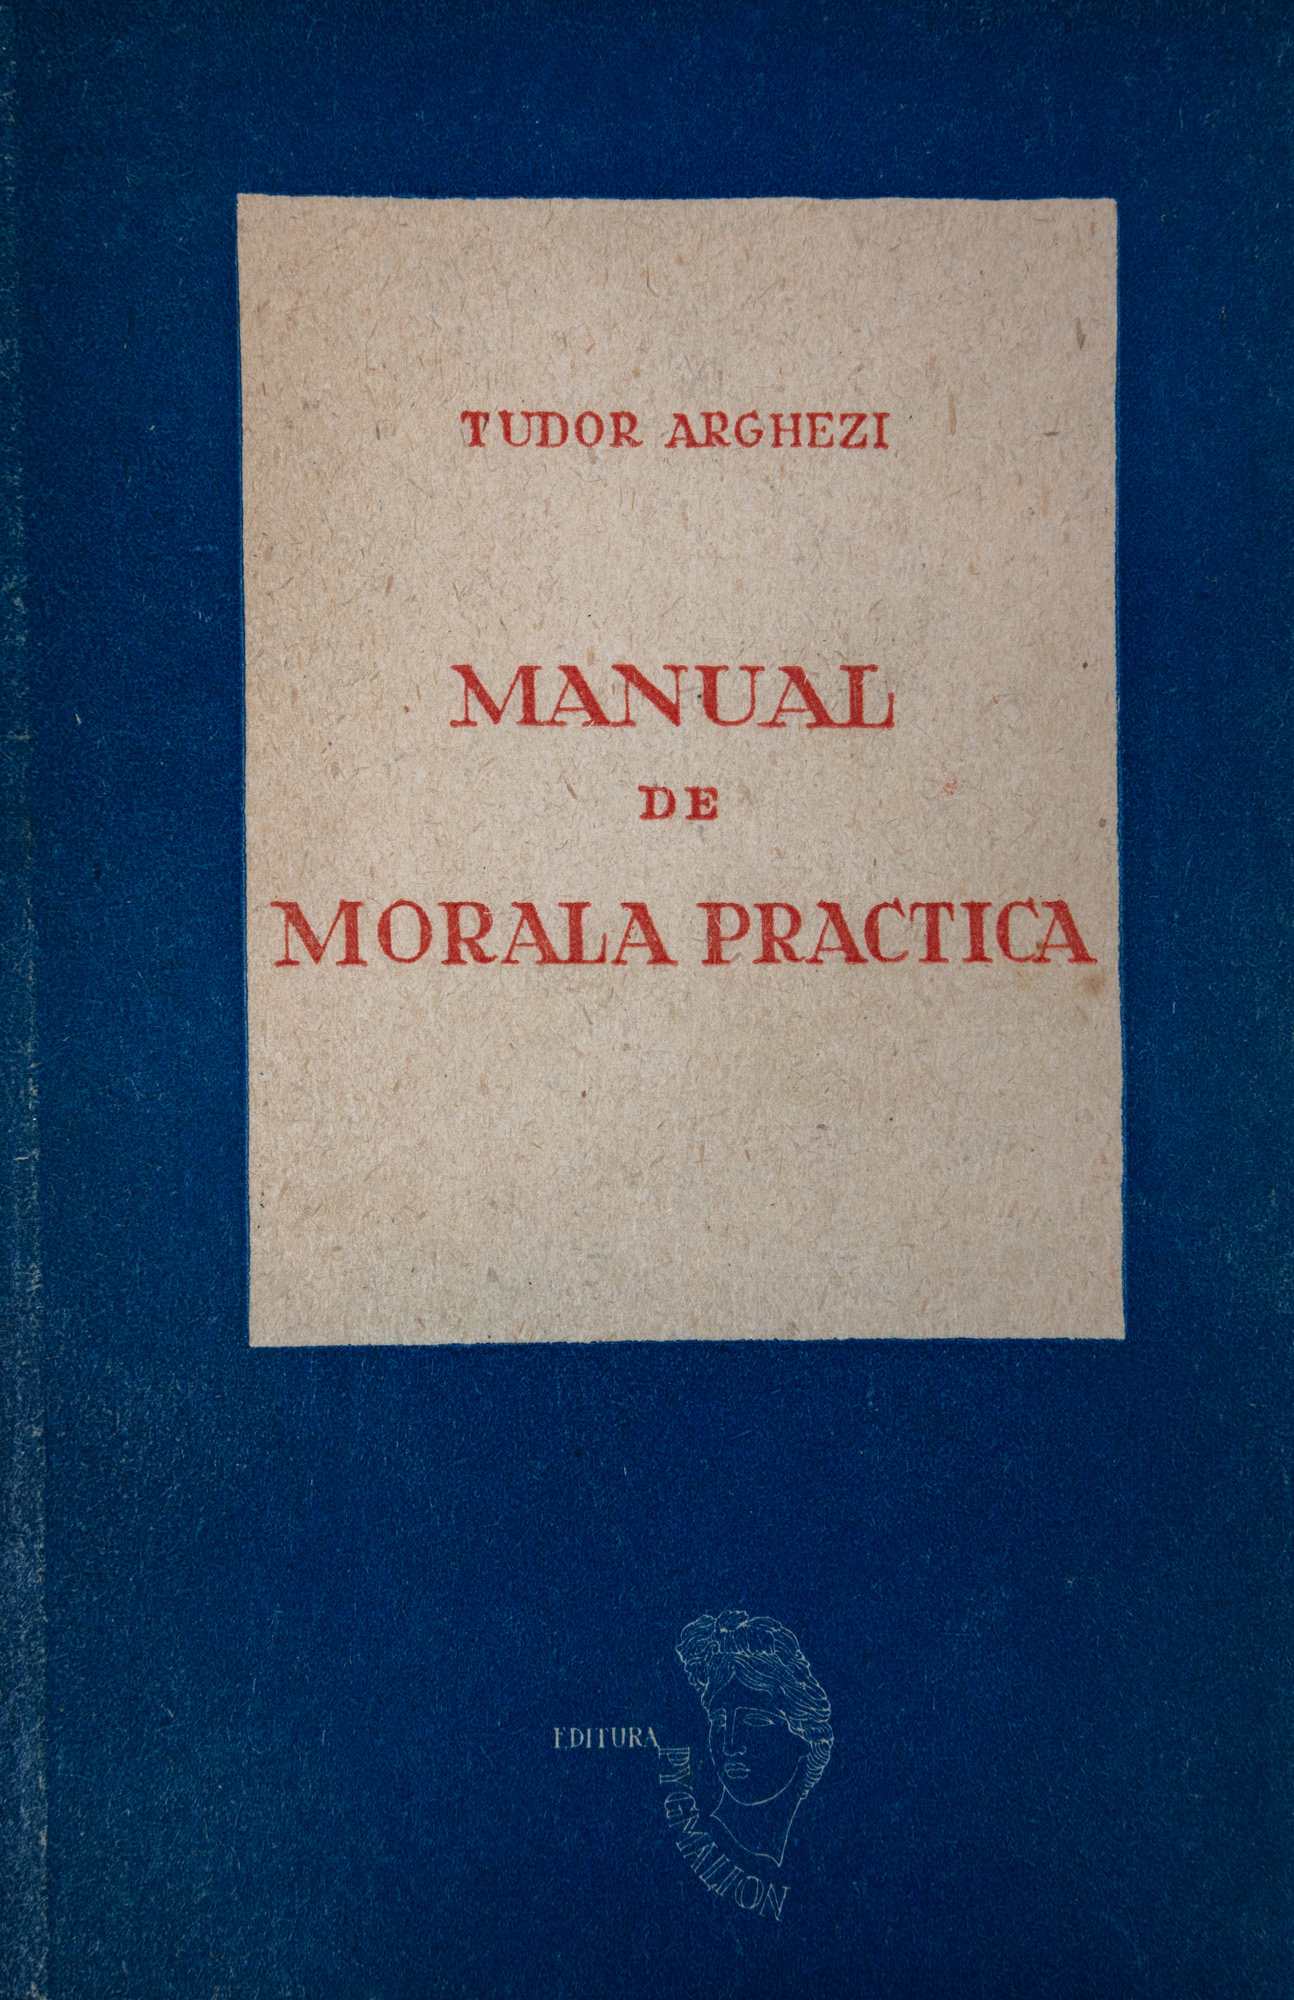 TUDOR ARGHEZI
MANUAL
DE
MORALA PRACTICA
EDITURA
PYGMALION